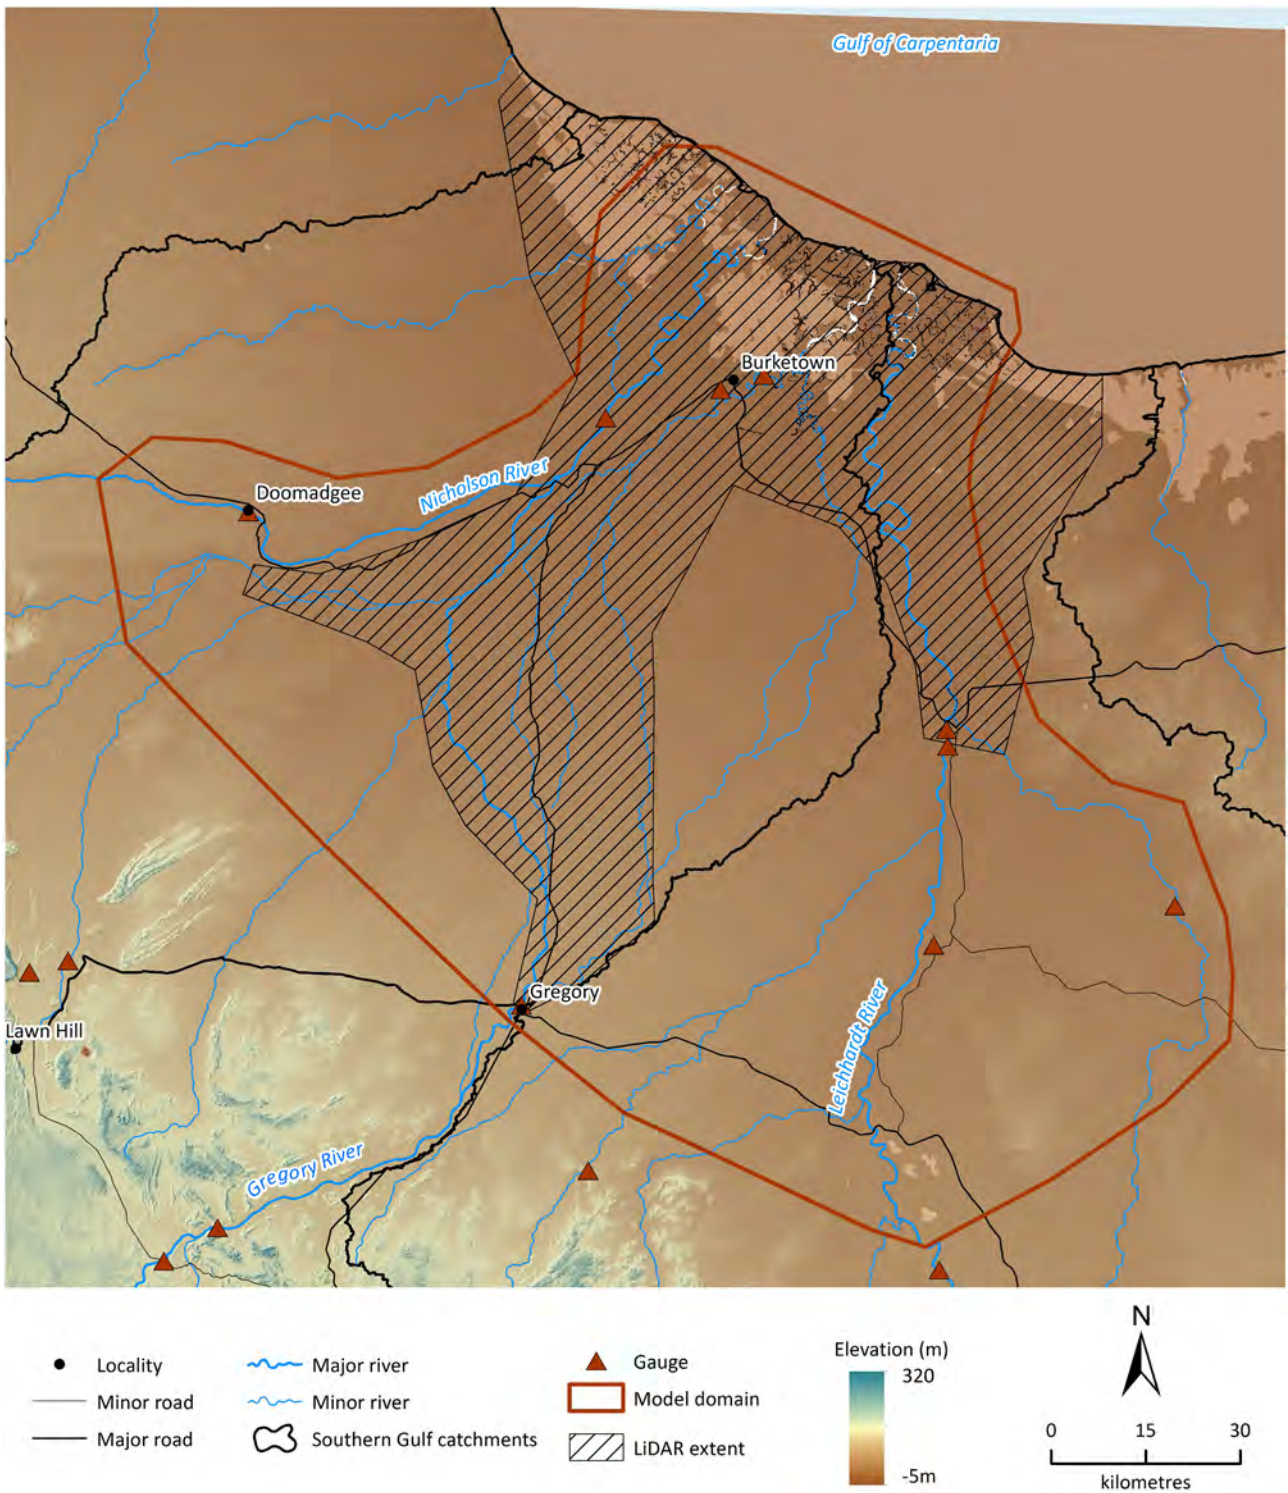 Gulf of Carpentaria
Burketown
Nicholson River
Doomadgee
Gregory
Lawn Hill
Leichhardt River
Gregory River
N
Locality
Major river
Gauge
Elevation (m)
320
Minor road
Minor river
Model domain
0 15 30
Major road
Southern Gulf catchments
LiDAR extent
-5m
kilometres